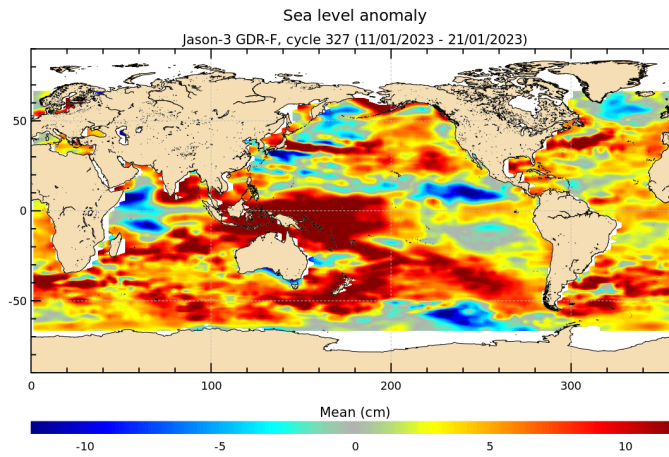 Sea level anomaly
Jason-3 GDR-F, cycle 327 (11/01/2023 - 21/01/2023)
50
0
-50
0 100 200 300
Mean (cm)
-10 -5 0 5 10